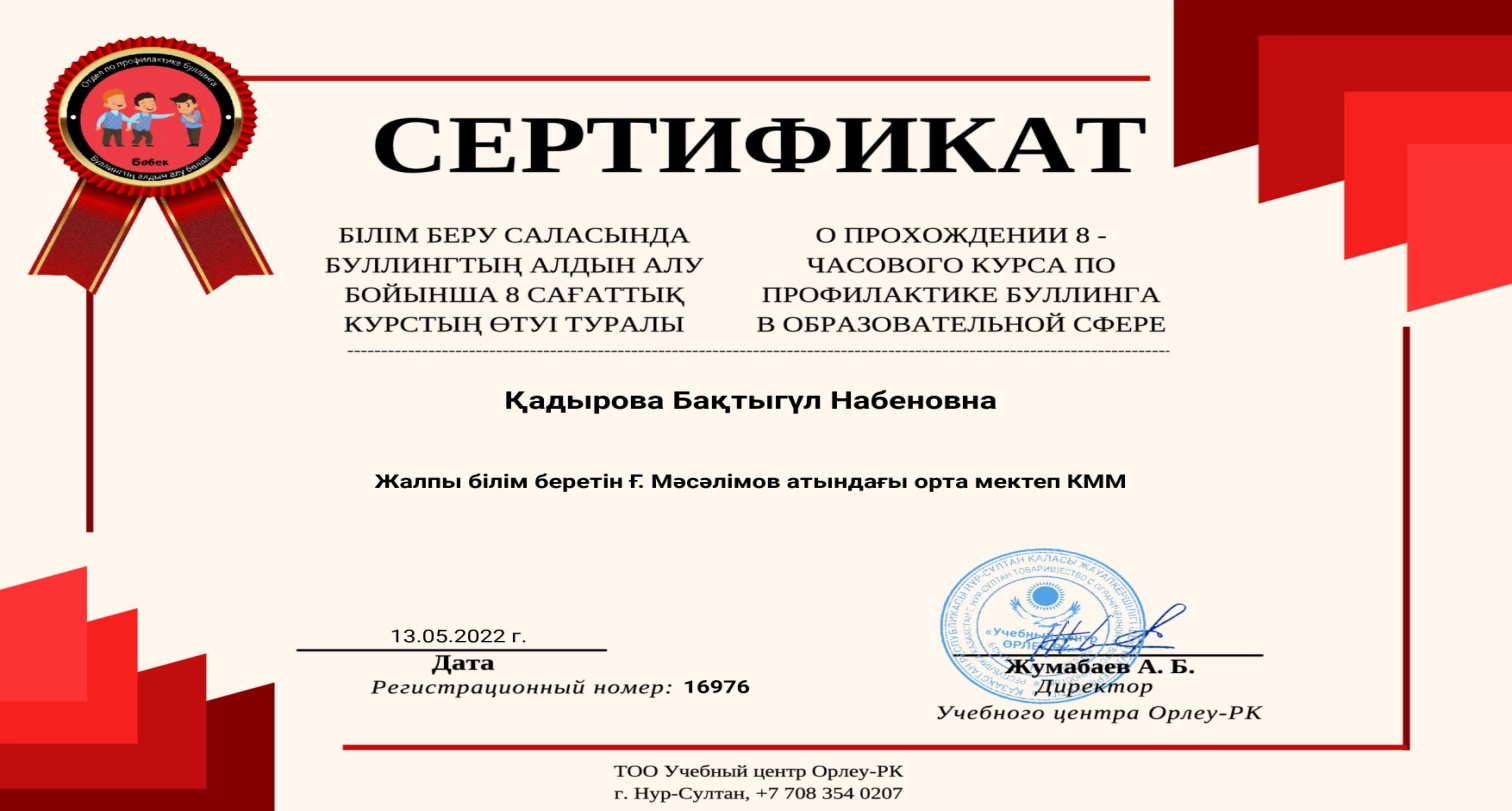 Отдел по профилактике буллинга
Бөбек
Буллингтің алдын алу бөлімі
СЕРТИФИКАТ
БІЛІМ БЕРУ САЛАСЫНДА
БУЛЛИНГТЫҢ АЛДЫН АЛУ
БОЙЫНША 8 САҒАТТЫҚ
КУРСТЫҢ ӨТУІ ТУРАЛЫ
О ПРОХОЖДЕНИИ 8 -
ЧАСОВОГО КУРСА ПО
ПРОФИЛАКТИКЕ БУЛЛИНГА
В ОБРАЗОВАТЕЛЬНОЙ СФЕРЕ
Қадырова Бақтыгүл Набеновна
Жалпы білім беретін Ғ. Мәсәлімов атындағы орта мектеп КММ
13.05.2022 г.
Дата
Регистрационный номер: 16976
«Учебный центр
Жумабаев А. Б.
Директор
Учебного центра Орлеу-РК
ТОО Учебный центр Орлеу-РК
г. Нур-Султан, +7 708 354 0207